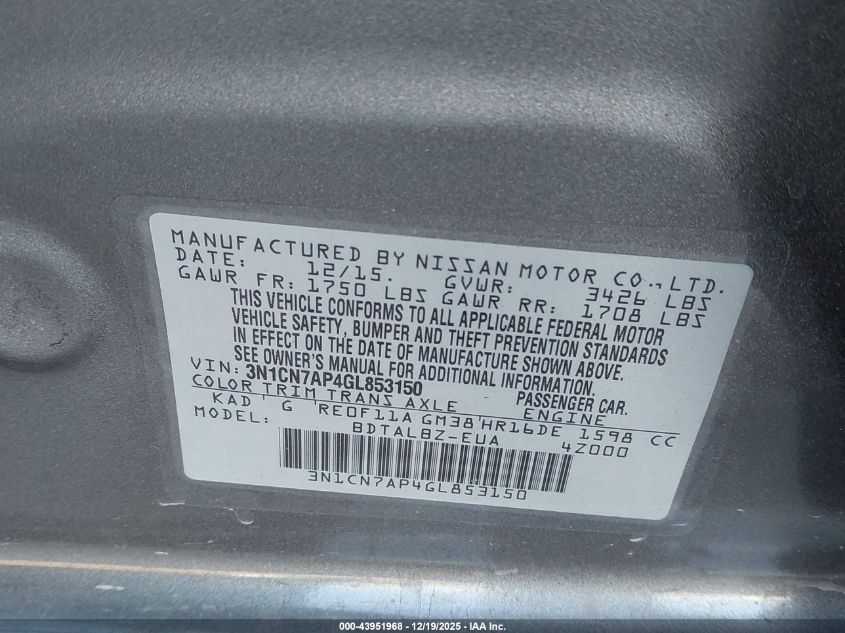 MANUFACTURED BY NISSAN MOTOR CO., LTD.
DATE: 12/15. GVWR: 3426 LBS
GAWR FR: 1750 LBS GAWR RR: 1708 LBS
THIS VEHICLE CONFORMS TO ALL APPLICABLE FEDERAL MOTOR
VEHICLE SAFETY, BUMPER AND THEFT PREVENTION STANDARDS
IN EFFECT ON THE DATE OF MANUFACTURE SHOWN ABOVE.
SEE OWNER'S MANUAL FOR ADDITIONAL INFORMATION.
VIN: 3N1CN7AP4GL853150 PASSENGER CAR.
COLOR TRIM TRANS AXLE ENGINE
KAD ' G 'RE0F11A GM38'HR16DE 1598 CC
MODEL: BDTALBZ-EUA 4Z000
3N1CN7AP4GL853150
000-43951968 - 12/19/2025 - IAA Inc.